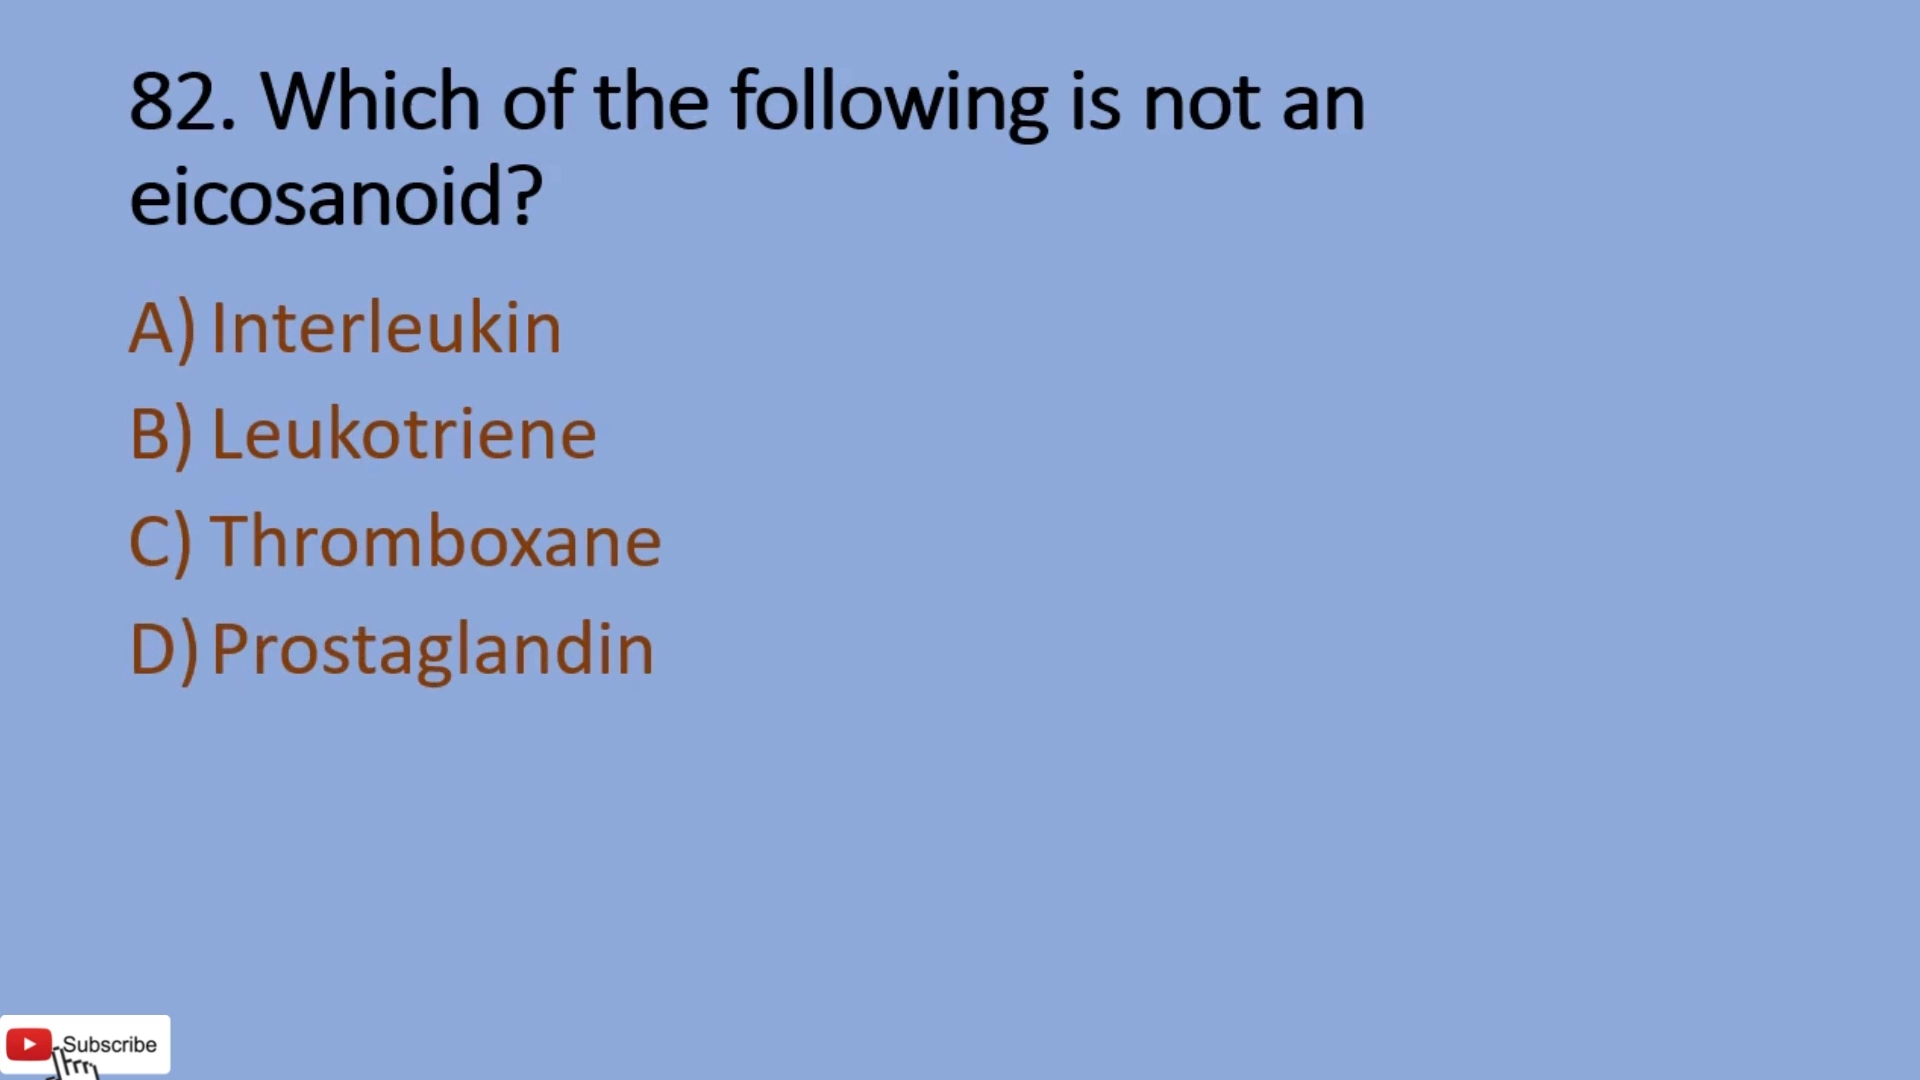 82. Which of the following is not an
eicosanoid?
A) Interleukin
B) Leukotriene
C) Thromboxane
D) Prostaglandin
Subscribe